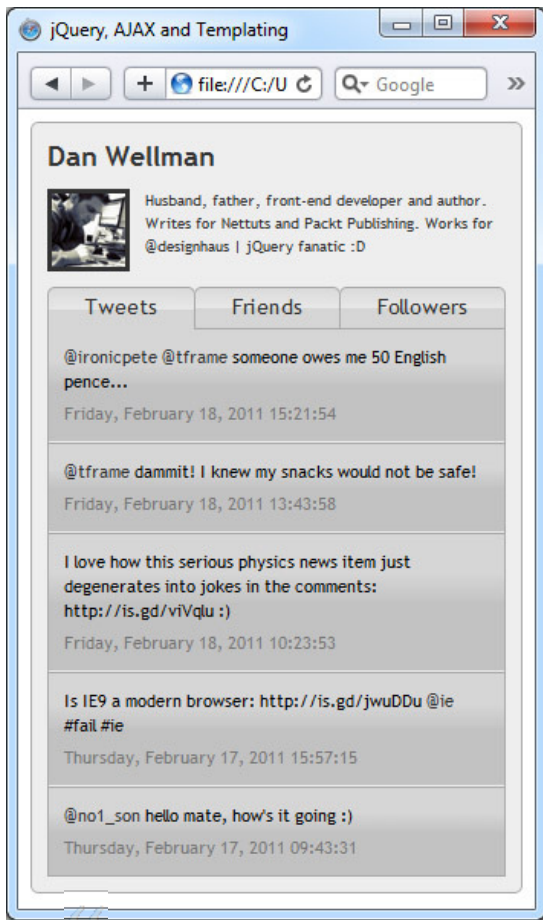 jQuery, AJAX and Templating
file:///C:/U
Google
Dan Wellman
Husband, father, front-end developer and author.
Writes for Nettuts and Packt Publishing. Works for
@designhaus | jQuery fanatic :D
Tweets Friends Followers
@ironicpete @tframe someone owes me 50 English
pence...
Friday, February 18, 2011 15:21:54
@tframe dammit! I knew my snacks would not be safe!
Friday, February 18, 2011 13:43:58
I love how this serious physics news item just
degenerates into jokes in the comments:
http://is.gd/viVqlu :)
Friday, February 18, 2011 10:23:53
Is IE9 a modern browser: http://is.gd/jwuDDu @ie
#fail #ie
Thursday, February 17, 2011 15:57:15
@no1_son hello mate, how's it going :)
Thursday, February 17, 2011 09:43:31